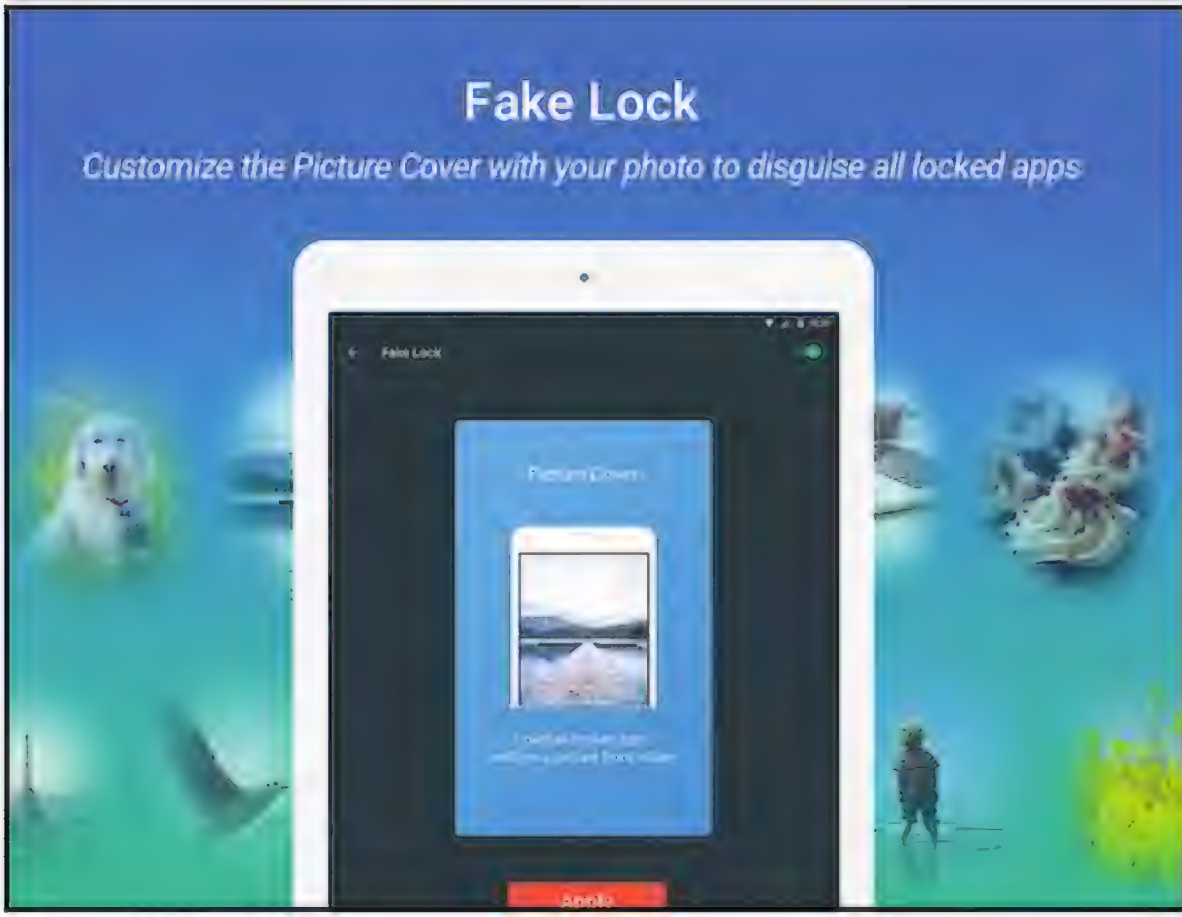 Fake Lock
Customize the Picture Cover with your photo to disguise all locked apps
Fake Lock
Picture Cover
Apply